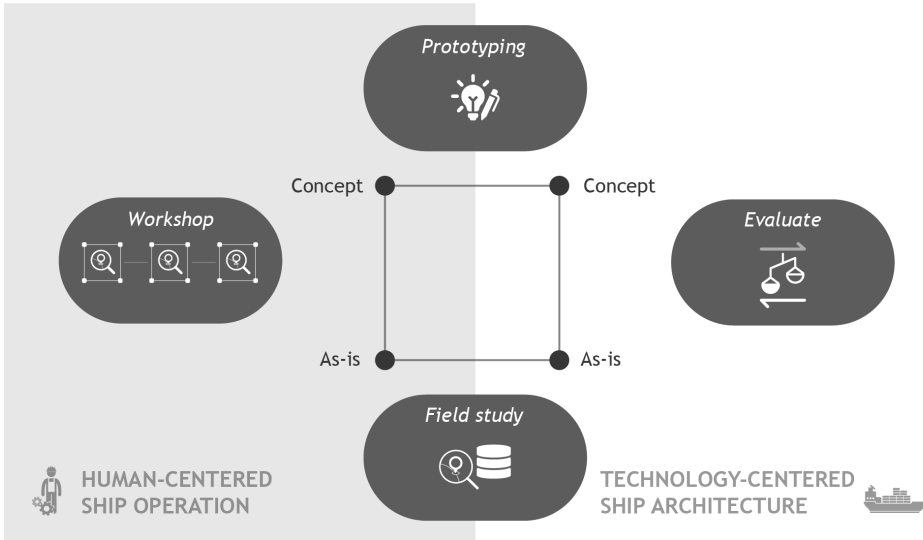 Prototyping
Concept
Concept
Workshop
Evaluate
As-is
As-is
Field study
HUMAN-CENTERED
SHIP OPERATION
TECHNOLOGY-CENTERED
SHIP ARCHITECTURE